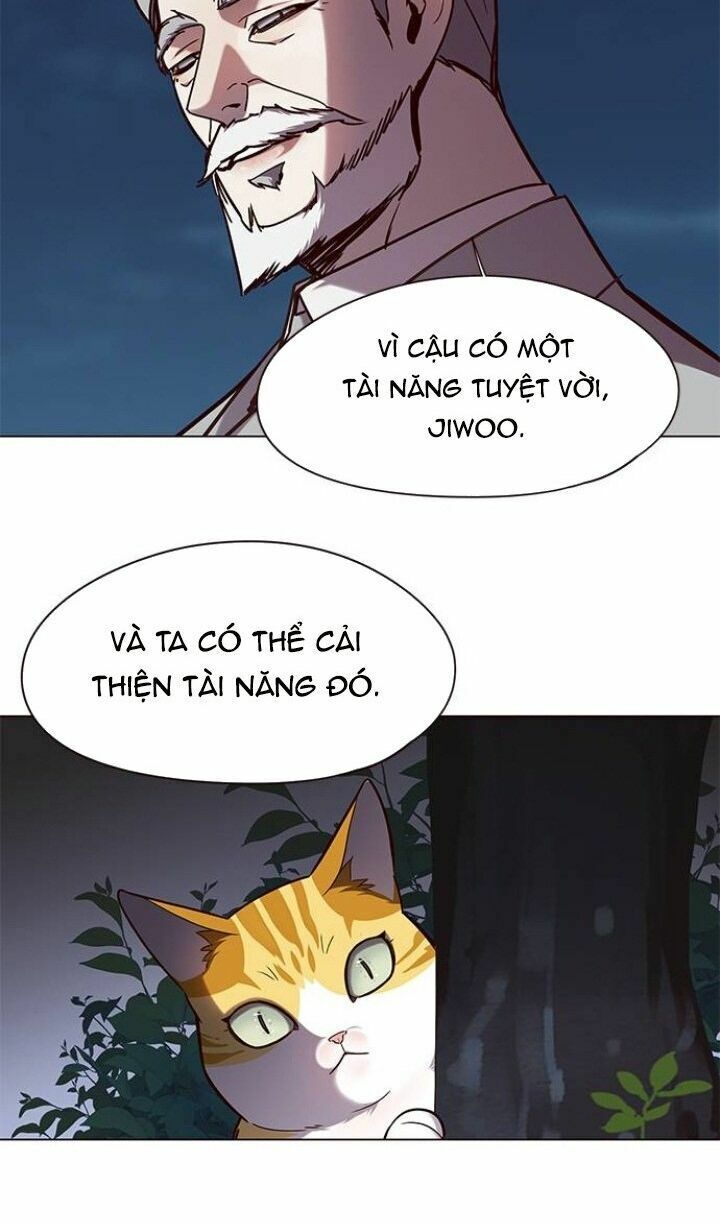 VÌ CẬU CÓ MỘT
TÀI NĂNG TUYỆT VỜI,
JIWOO.
VÀ TA CÓ THỂ CẢI
THIỆN TÀI NĂNG ĐÓ.